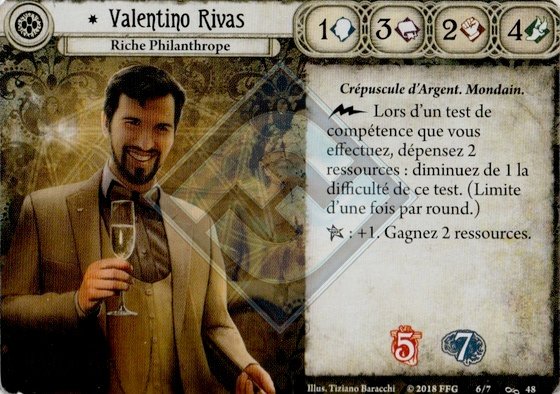 Valentino Rivas
Riche Philanthrope
1 3 2 4
Crépuscule d'Argent. Mondain.
Lors d'un test de
compétence que vous
effectuez, dépensez 2
ressources : diminuez de 1 la
difficulté de ce test. (Limite
d'une fois par round.)
: +1. Gagnez 2 ressources.
5 7
Illus. Tiziano Baracchi © 2018 FFG 6/7 48